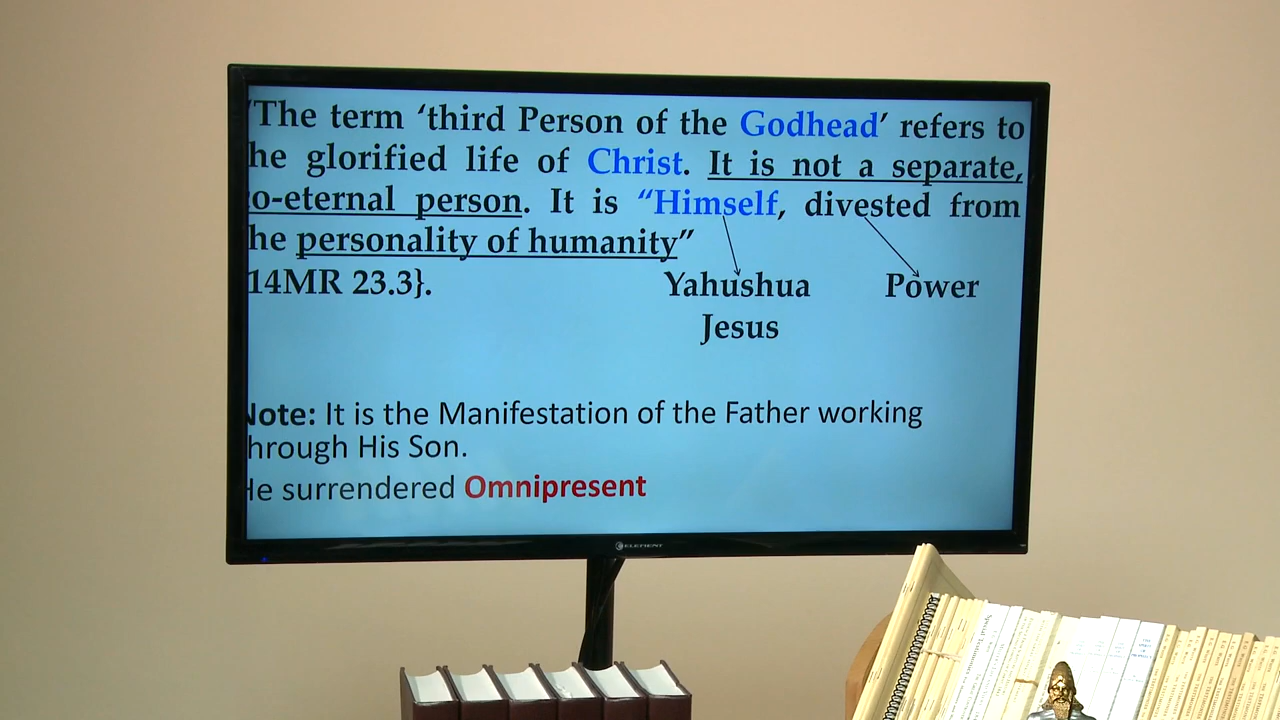 "The term 'third Person of the Godhead' refers to
he glorified life of Christ. It is not a separate,
o-eternal person. It is "Himself, divested from
he personality of humanity"
14MR 23.3}.
Yahushua
Power
Jesus
Note: It is the Manifestation of the Father working
hrough His Son.
He surrendered Omnipresent
ELEMENT